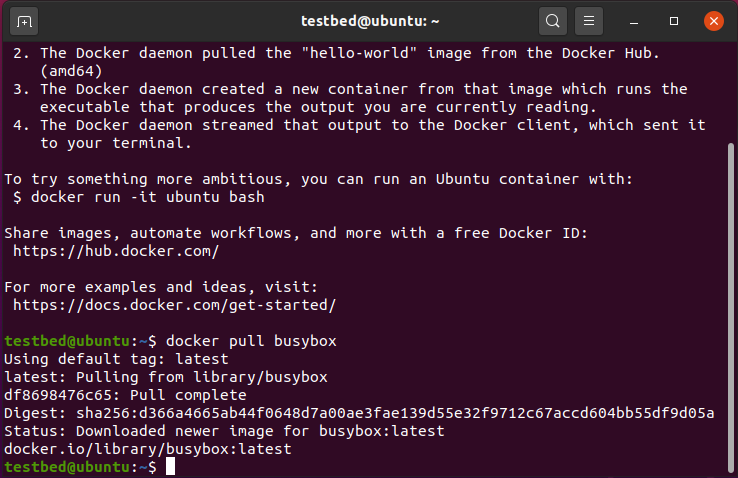 testbed@ubuntu: ~
2. The Docker daemon pulled the "hello-world" image from the Docker Hub.
(amd64)
3. The Docker daemon created a new container from that image which runs the
executable that produces the output you are currently reading.
4. The Docker daemon streamed that output to the Docker client, which sent it
to your terminal.
To try something more ambitious, you can run an Ubuntu container with:
$ docker run -it ubuntu bash
Share images, automate workflows, and more with a free Docker ID:
https://hub.docker.com/
For more examples and ideas, visit:
https://docs.docker.com/get-started/
testbed@ubuntu:~$ docker pull busybox
Using default tag: latest
latest: Pulling from library/busybox
df8698476c65: Pull complete
Digest: sha256:d366a4665ab44f0648d7a00ae3fae139d55e32f9712c67accd604bb55df9d05a
Status: Downloaded newer image for busybox:latest
docker.io/library/busybox:latest
testbed@ubuntu:~$